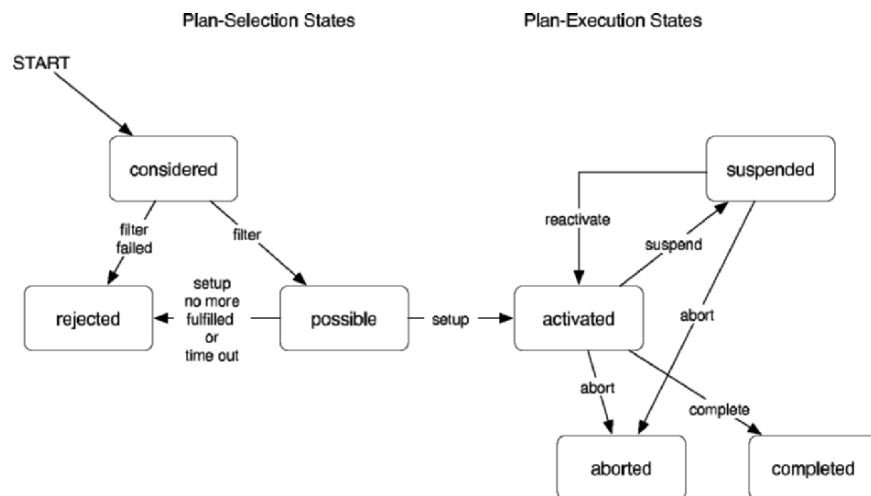 Plan-Selection States
Plan-Execution States
START
considered
suspended
filter
failed
filter
reactivate
suspend
setup
no more
fulfilled
or
time out
rejected
possible
setup
activated
abort
abort
complete
aborted
completed